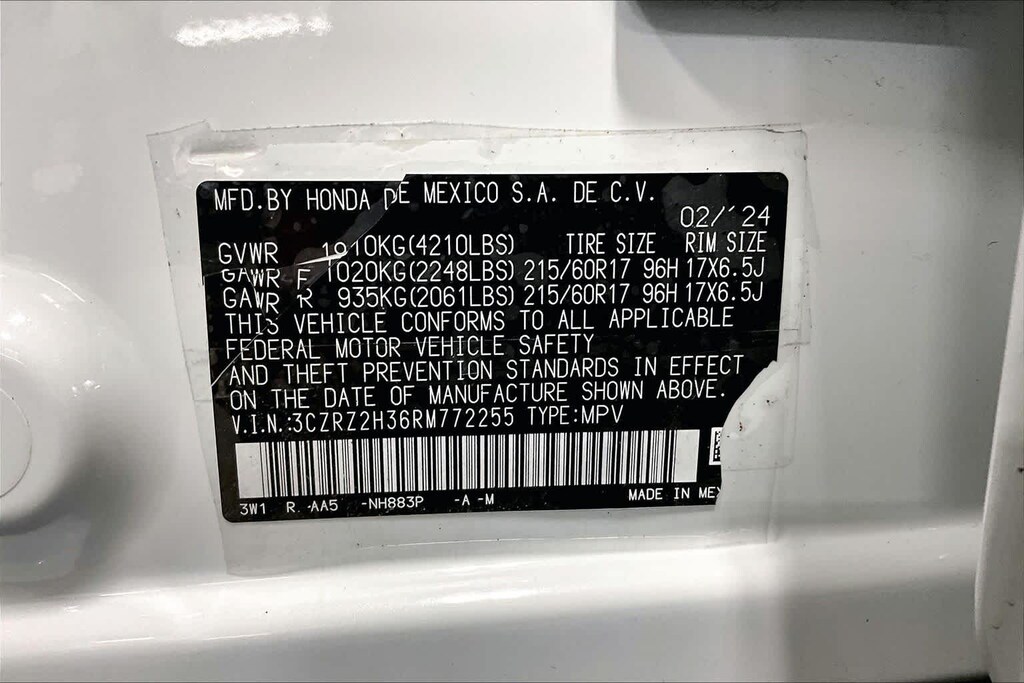 MFD.BY HONDA DE MEXICO S.A. DE C.V.
02/'24
GVWR 1910KG(4210LBS) TIRE SIZE RIM SIZE
GAWR F 1020KG(2248LBS) 215/60R17 96H 17X6.5J
GAWR R 935KG(2061LBS) 215/60R17 96H 17X6.5J
THIS VEHICLE CONFORMS TO ALL APPLICABLE
FEDERAL MOTOR VEHICLE SAFETY
AND THEFT PREVENTION STANDARDS IN EFFECT
ON THE DATE OF MANUFACTURE SHOWN ABOVE.
V.I.N.:3CZRZ2H36RM772255 TYPE:MPV
3W1 R -AA5 -NH883P -A -M MADE IN